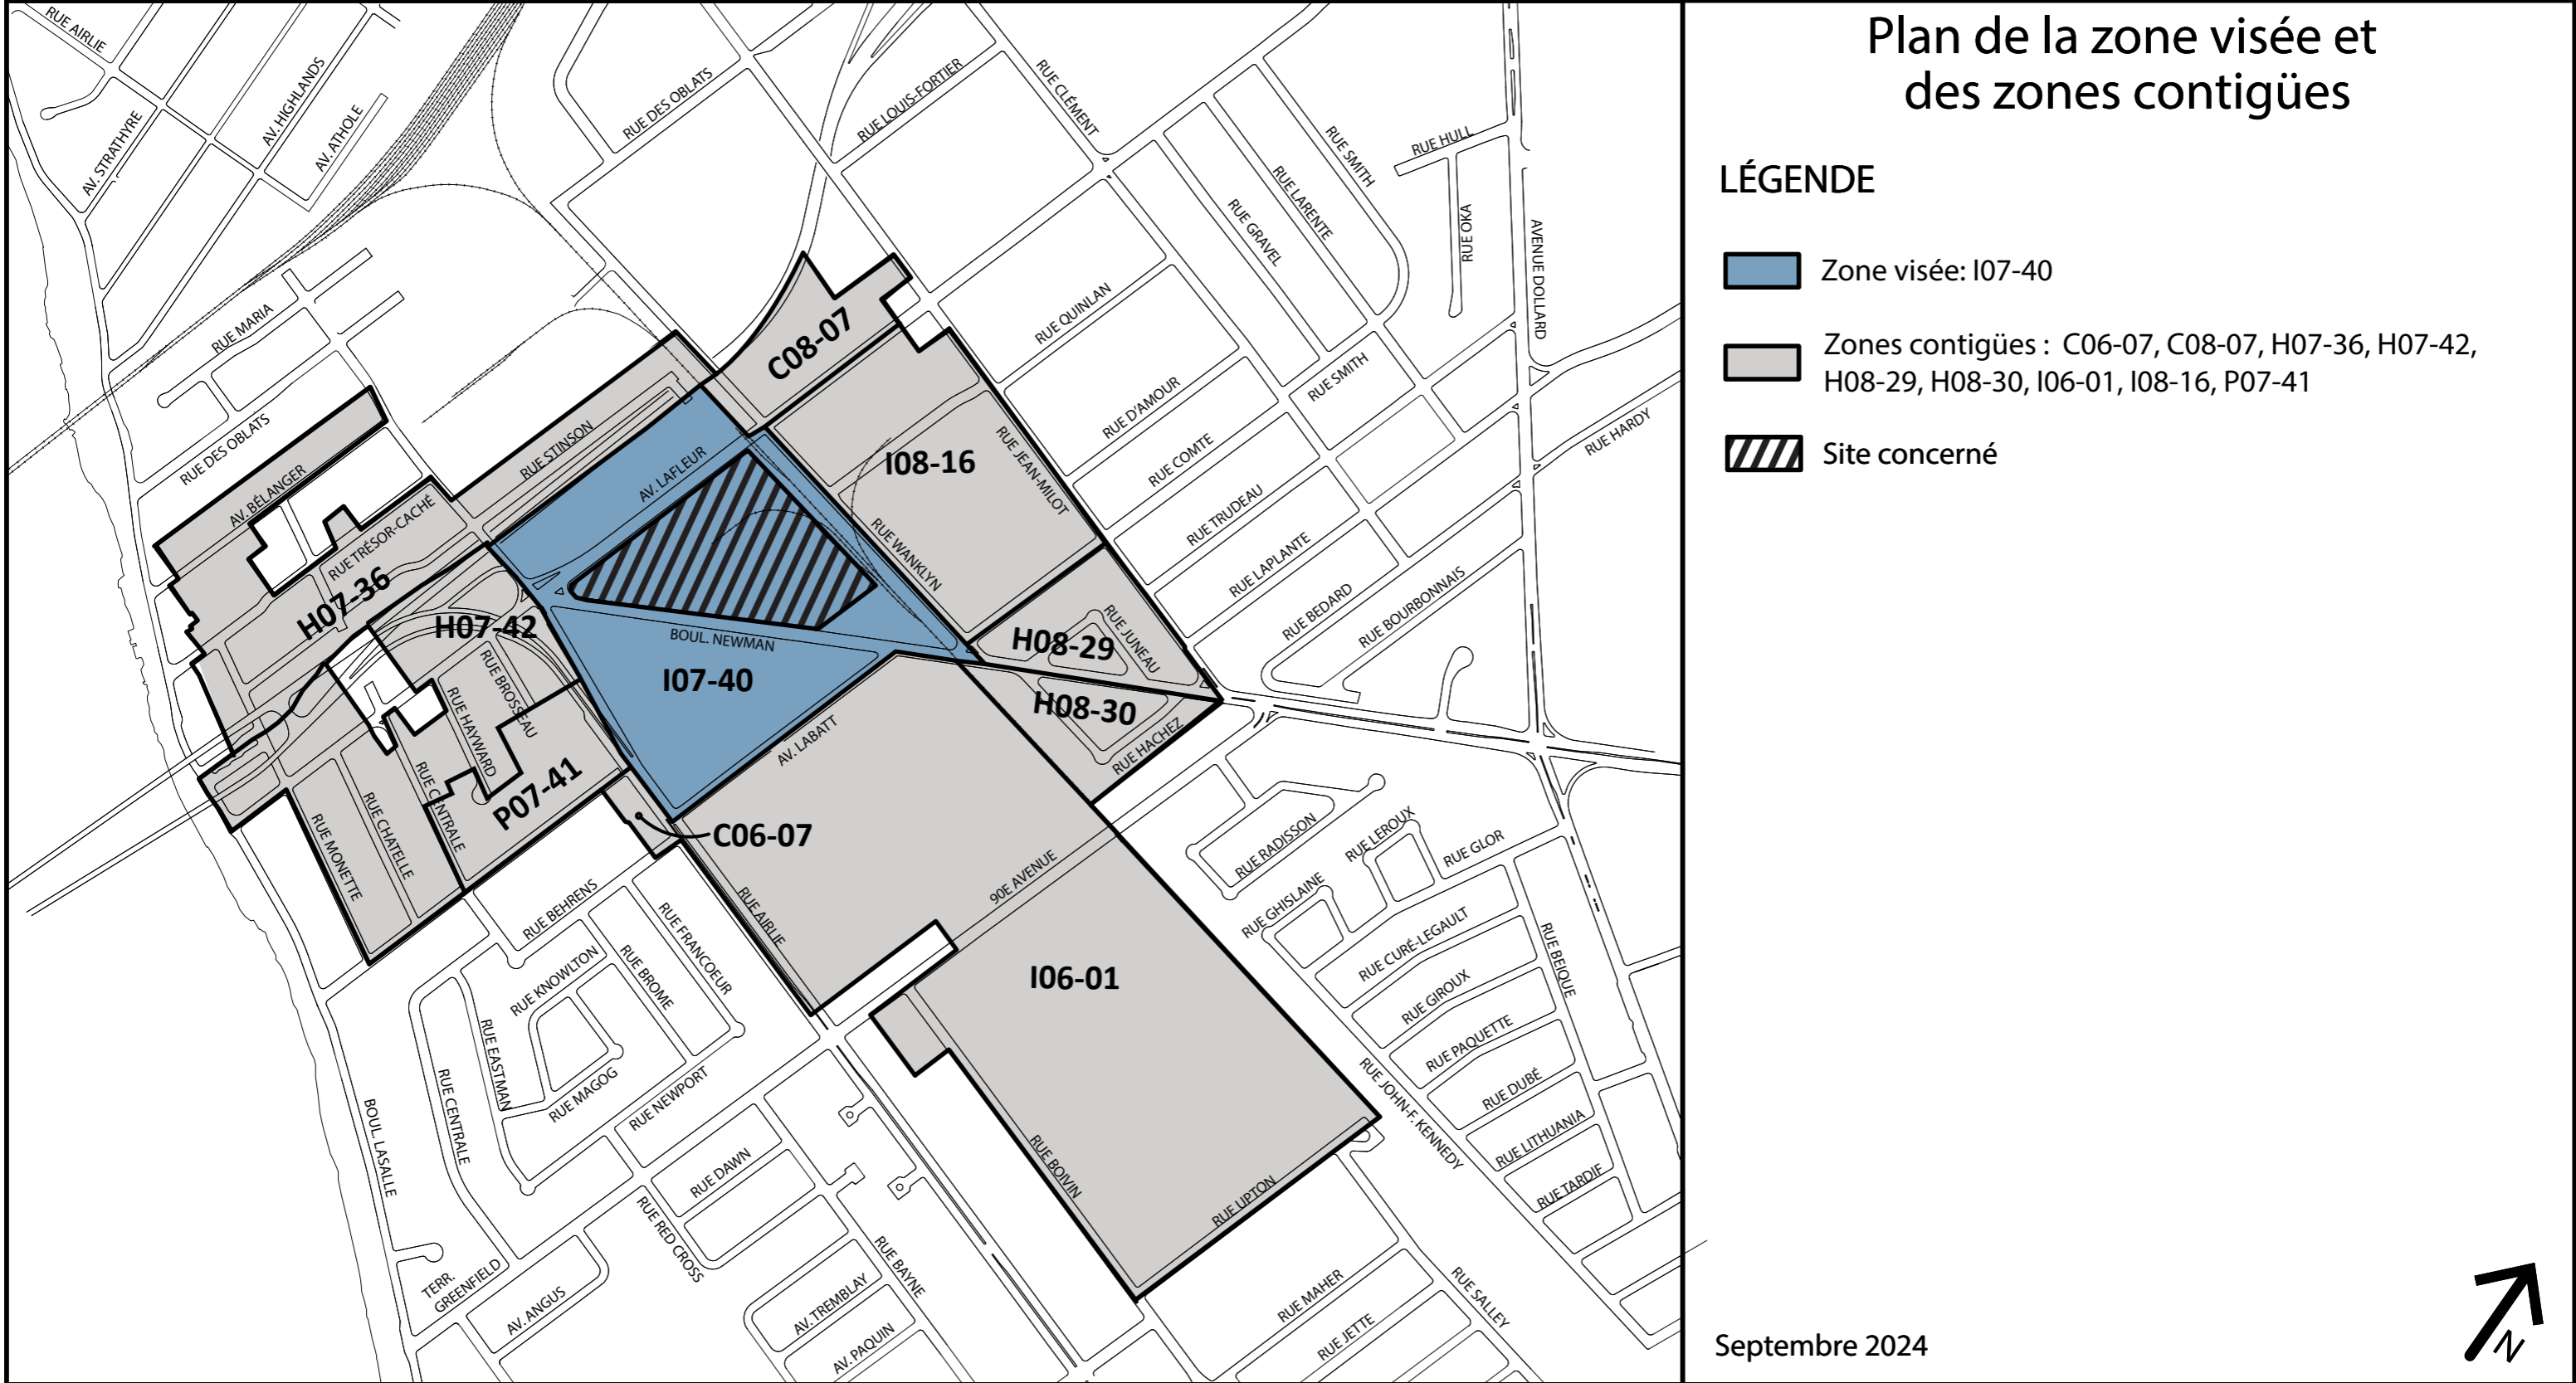 Plan de la zone visée et
des zones contigües
LÉGENDE
Zone visée: I07-40
Zones contigües : C06-07, C08-07, H07-36, H07-42,
H08-29, H08-30, I06-01, I08-16, P07-41
Site concerné
Septembre 2024
N
RUE AIRLIE
AV. STRATHYRE
AV. HIGHLANDS
AV. ATHOLE
RUE DES OBLATS
RUE LOUIS-FORTIER
RUE CLÉMENT
RUE SMITH
RUE LARENTE
RUE GRAVEL
RUE HULL
RUE OKA
AVENUE DOLLARD
RUE MARIA
RUE QUINLAN
C08-07
RUE D'AMOUR
RUE SMITH
RUE COMTE
RUE HARDY
RUE DES OBLATS
AV. BÉLANGER
RUE STINSON
AV. LAFLEUR
I08-16
RUE JEAN-MILOT
RUE TRUDEAU
RUE TRÉSOR-CACHÉ
RUE WANKLYN
RUE LAPLANTE
RUE BEDARD
RUE BOURBONNAIS
H07-36
H07-42
BOUL. NEWMAN
I07-40
H08-29
RUE JUNEAU
H08-30
RUE HACHEZ
RUE BROSSEAU
RUE HAYWARD
AV. LABATT
P07-41
RUE CENTRALE
RUE CHATELLE
RUE MONETTE
C06-07
RUE AIRLIE
90E AVENUE
RUE RADISSON
RUE LEROUX
RUE GLOR
RUE GHISLAINE
RUE CURÉ-LEGAULT
RUE BEIQUE
RUE GIROUX
RUE PAQUETTE
RUE DUBÉ
RUE LITHUANIA
RUE TARDIF
RUE BEHRENS
RUE FRANCOEUR
RUE KNOWLTON
RUE BROME
RUE EASTMAN
RUE MAGOG
RUE CENTRALE
RUE NEWPORT
I06-01
RUE JOHN-F. KENNEDY
BOUL. LASALLE
RUE DAWN
RUE BOIVIN
RUE UPTON
RUE RED CROSS
RUE BAYNE
TERR.
GREENFIELD
AV. ANGUS
AV. TREMBLAY
AV. PAQUIN
RUE MAHER
RUE JETTE
RUE SALLEY